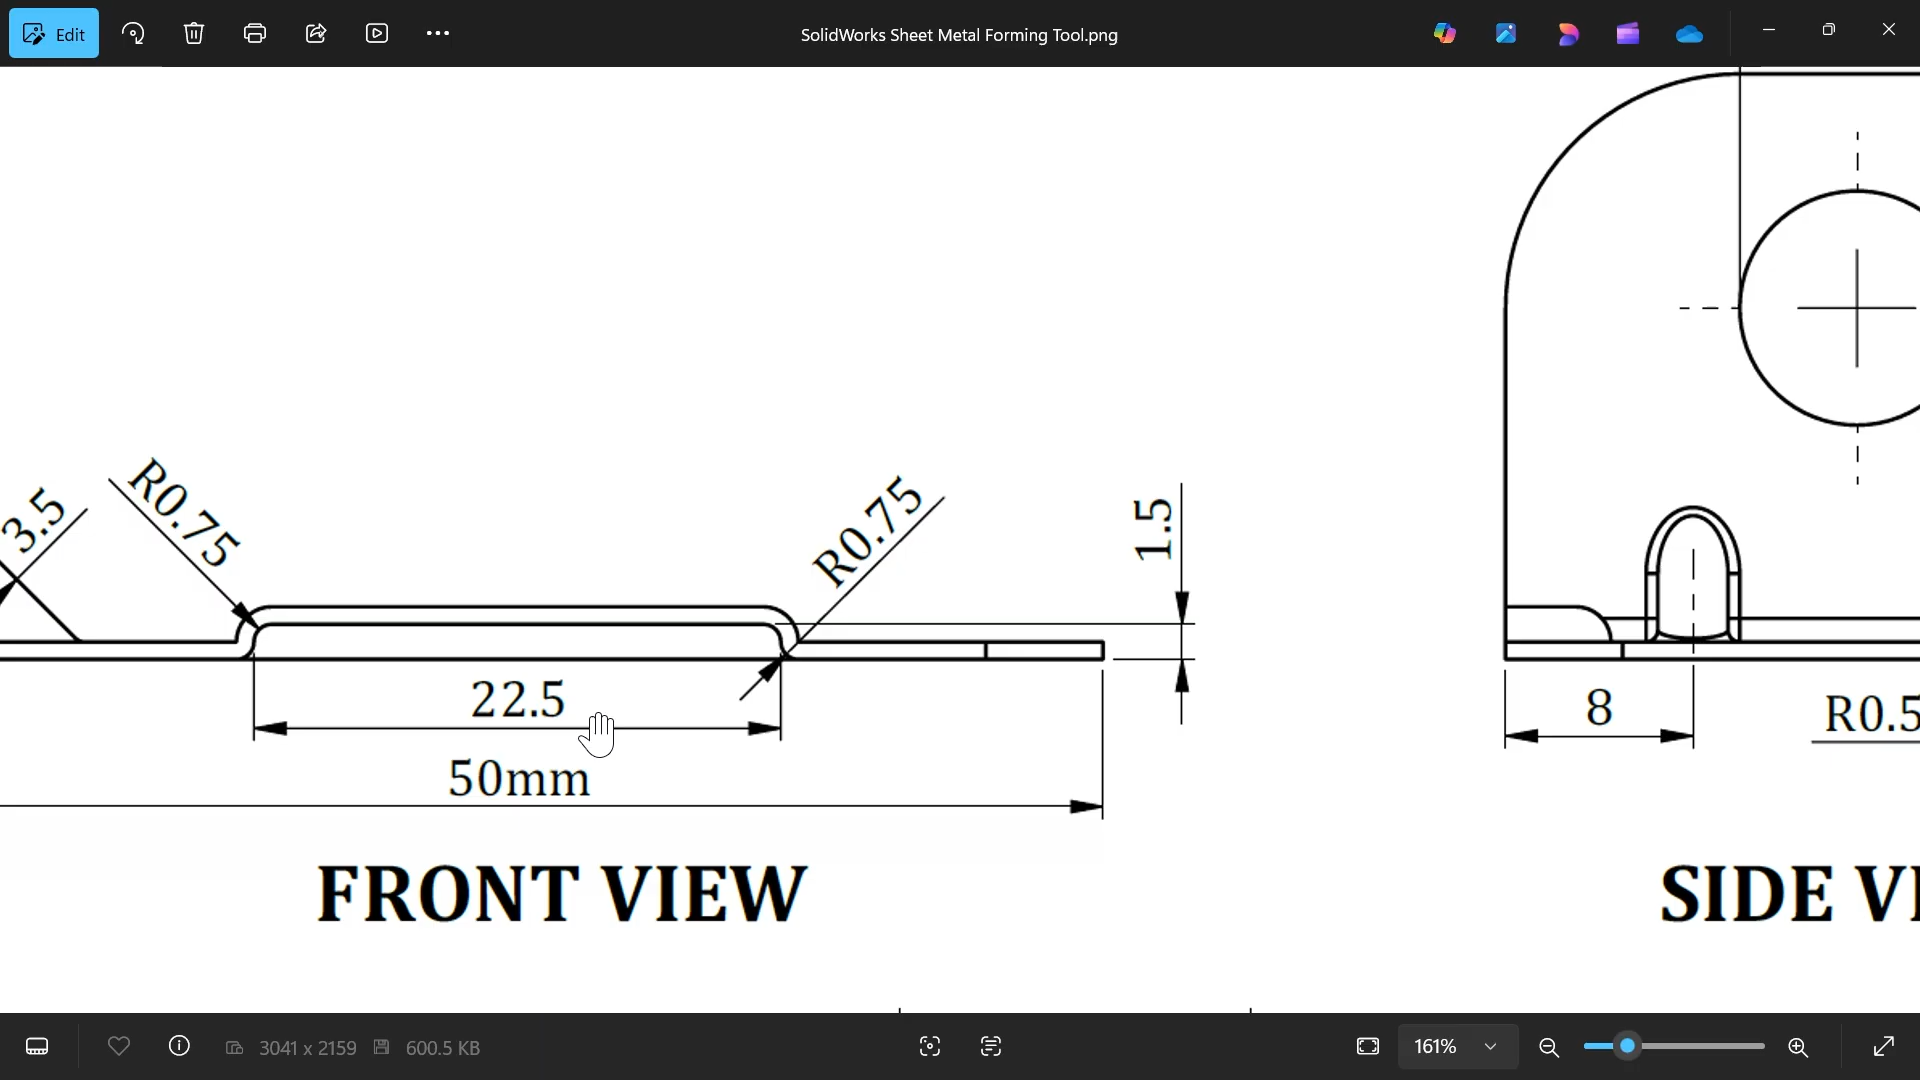 Edit
SolidWorks Sheet Metal Forming Tool.png
3.5
R0.75
R0.75
1.5
22.5
50mm
8
R0.5
FRONT VIEW
SIDE VI
3041 x 2159
600.5 KB
161%